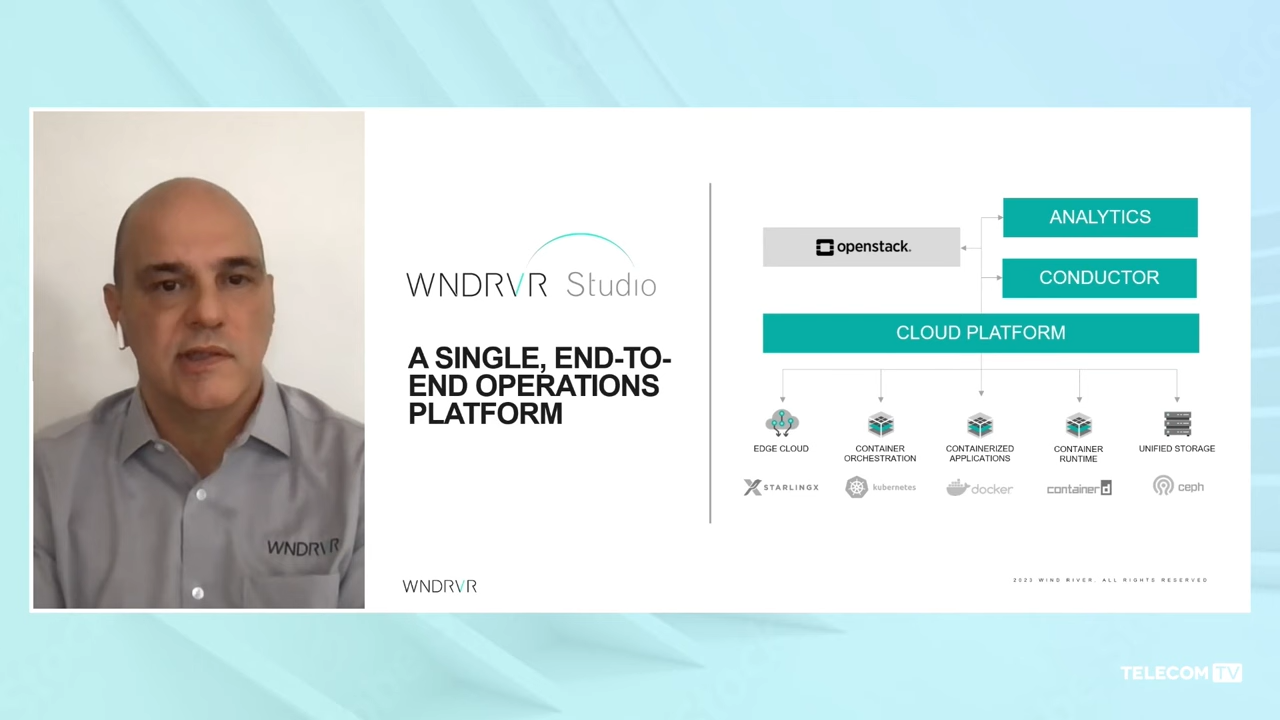 WNDRVR
WNDRVR Studio
A SINGLE, END-TO-
END OPERATIONS
PLATFORM
WNDRVR
ANALYTICS
openstack.
CONDUCTOR
CLOUD PLATFORM
EDGE CLOUD
CONTAINER
ORCHESTRATION
CONTAINERIZED
APPLICATIONS
CONTAINER
RUNTIME
UNIFIED STORAGE
STARLINGX
kubernetes
docker
containerd
ceph
2023 WIND RIVER. ALL RIGHTS RESERVED
TELECOM TV